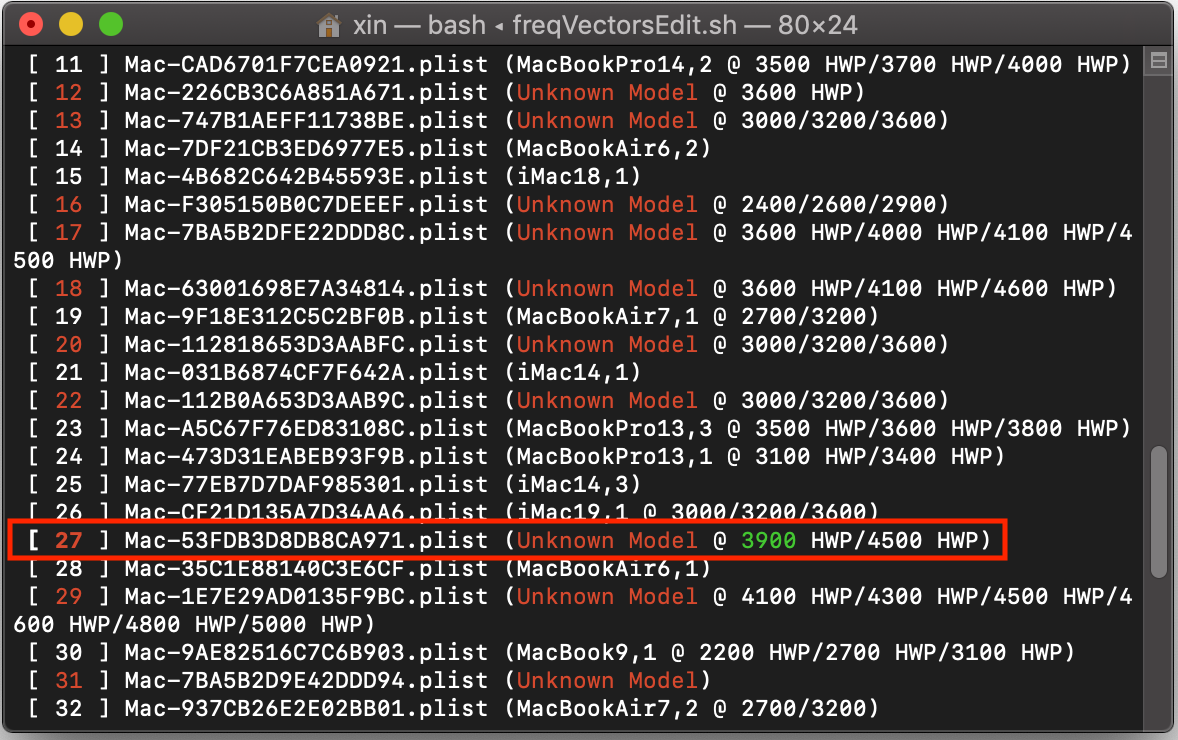 xin — bash ◂ freqVectorsEdit.sh — 80×24
[ 11 ] Mac-CAD6701F7CEA0921.plist (MacBookPro14,2 @ 3500 HWP/3700 HWP/4000 HWP)
[ 12 ] Mac-226CB3C6A851A671.plist (Unknown Model @ 3600 HWP)
[ 13 ] Mac-747B1AEFF11738BE.plist (Unknown Model @ 3000/3200/3600)
[ 14 ] Mac-7DF21CB3ED6977E5.plist (MacBookAir6,2)
[ 15 ] Mac-4B682C642B45593E.plist (iMac18,1)
[ 16 ] Mac-F305150B0C7DEEEF.plist (Unknown Model @ 2400/2600/2900)
[ 17 ] Mac-7BA5B2DFE22DDD8C.plist (Unknown Model @ 3600 HWP/4000 HWP/4100 HWP/4
500 HWP)
[ 18 ] Mac-63001698E7A34814.plist (Unknown Model @ 3600 HWP/4100 HWP/4600 HWP)
[ 19 ] Mac-9F18E312C5C2BF0B.plist (MacBookAir7,1 @ 2700/3200)
[ 20 ] Mac-112818653D3AABFC.plist (Unknown Model @ 3000/3200/3600)
[ 21 ] Mac-031B6874CF7F642A.plist (iMac14,1)
[ 22 ] Mac-112B0A653D3AAB9C.plist (Unknown Model @ 3000/3200/3600)
[ 23 ] Mac-A5C67F76ED83108C.plist (MacBookPro13,3 @ 3500 HWP/3600 HWP/3800 HWP)
[ 24 ] Mac-473D31EABEB93F9B.plist (MacBookPro13,1 @ 3100 HWP/3400 HWP)
[ 25 ] Mac-77EB7D7DAF985301.plist (iMac14,3)
[ 26 ] Mac-CF21D135A7D34AA6.plist (iMac19,1 @ 3000/3200/3600)
[ 27 ] Mac-53FDB3D8DB8CA971.plist (Unknown Model @ 3900 HWP/4500 HWP)
[ 28 ] Mac-35C1E88140C3E6CF.plist (MacBookAir6,1)
[ 29 ] Mac-1E7E29AD0135F9BC.plist (Unknown Model @ 4100 HWP/4300 HWP/4500 HWP/4
600 HWP/4800 HWP/5000 HWP)
[ 30 ] Mac-9AE82516C7C6B903.plist (MacBook9,1 @ 2200 HWP/2700 HWP/3100 HWP)
[ 31 ] Mac-7BA5B2D9E42DDD94.plist (Unknown Model)
[ 32 ] Mac-937CB26E2E02BB01.plist (MacBookAir7,2 @ 2700/3200)